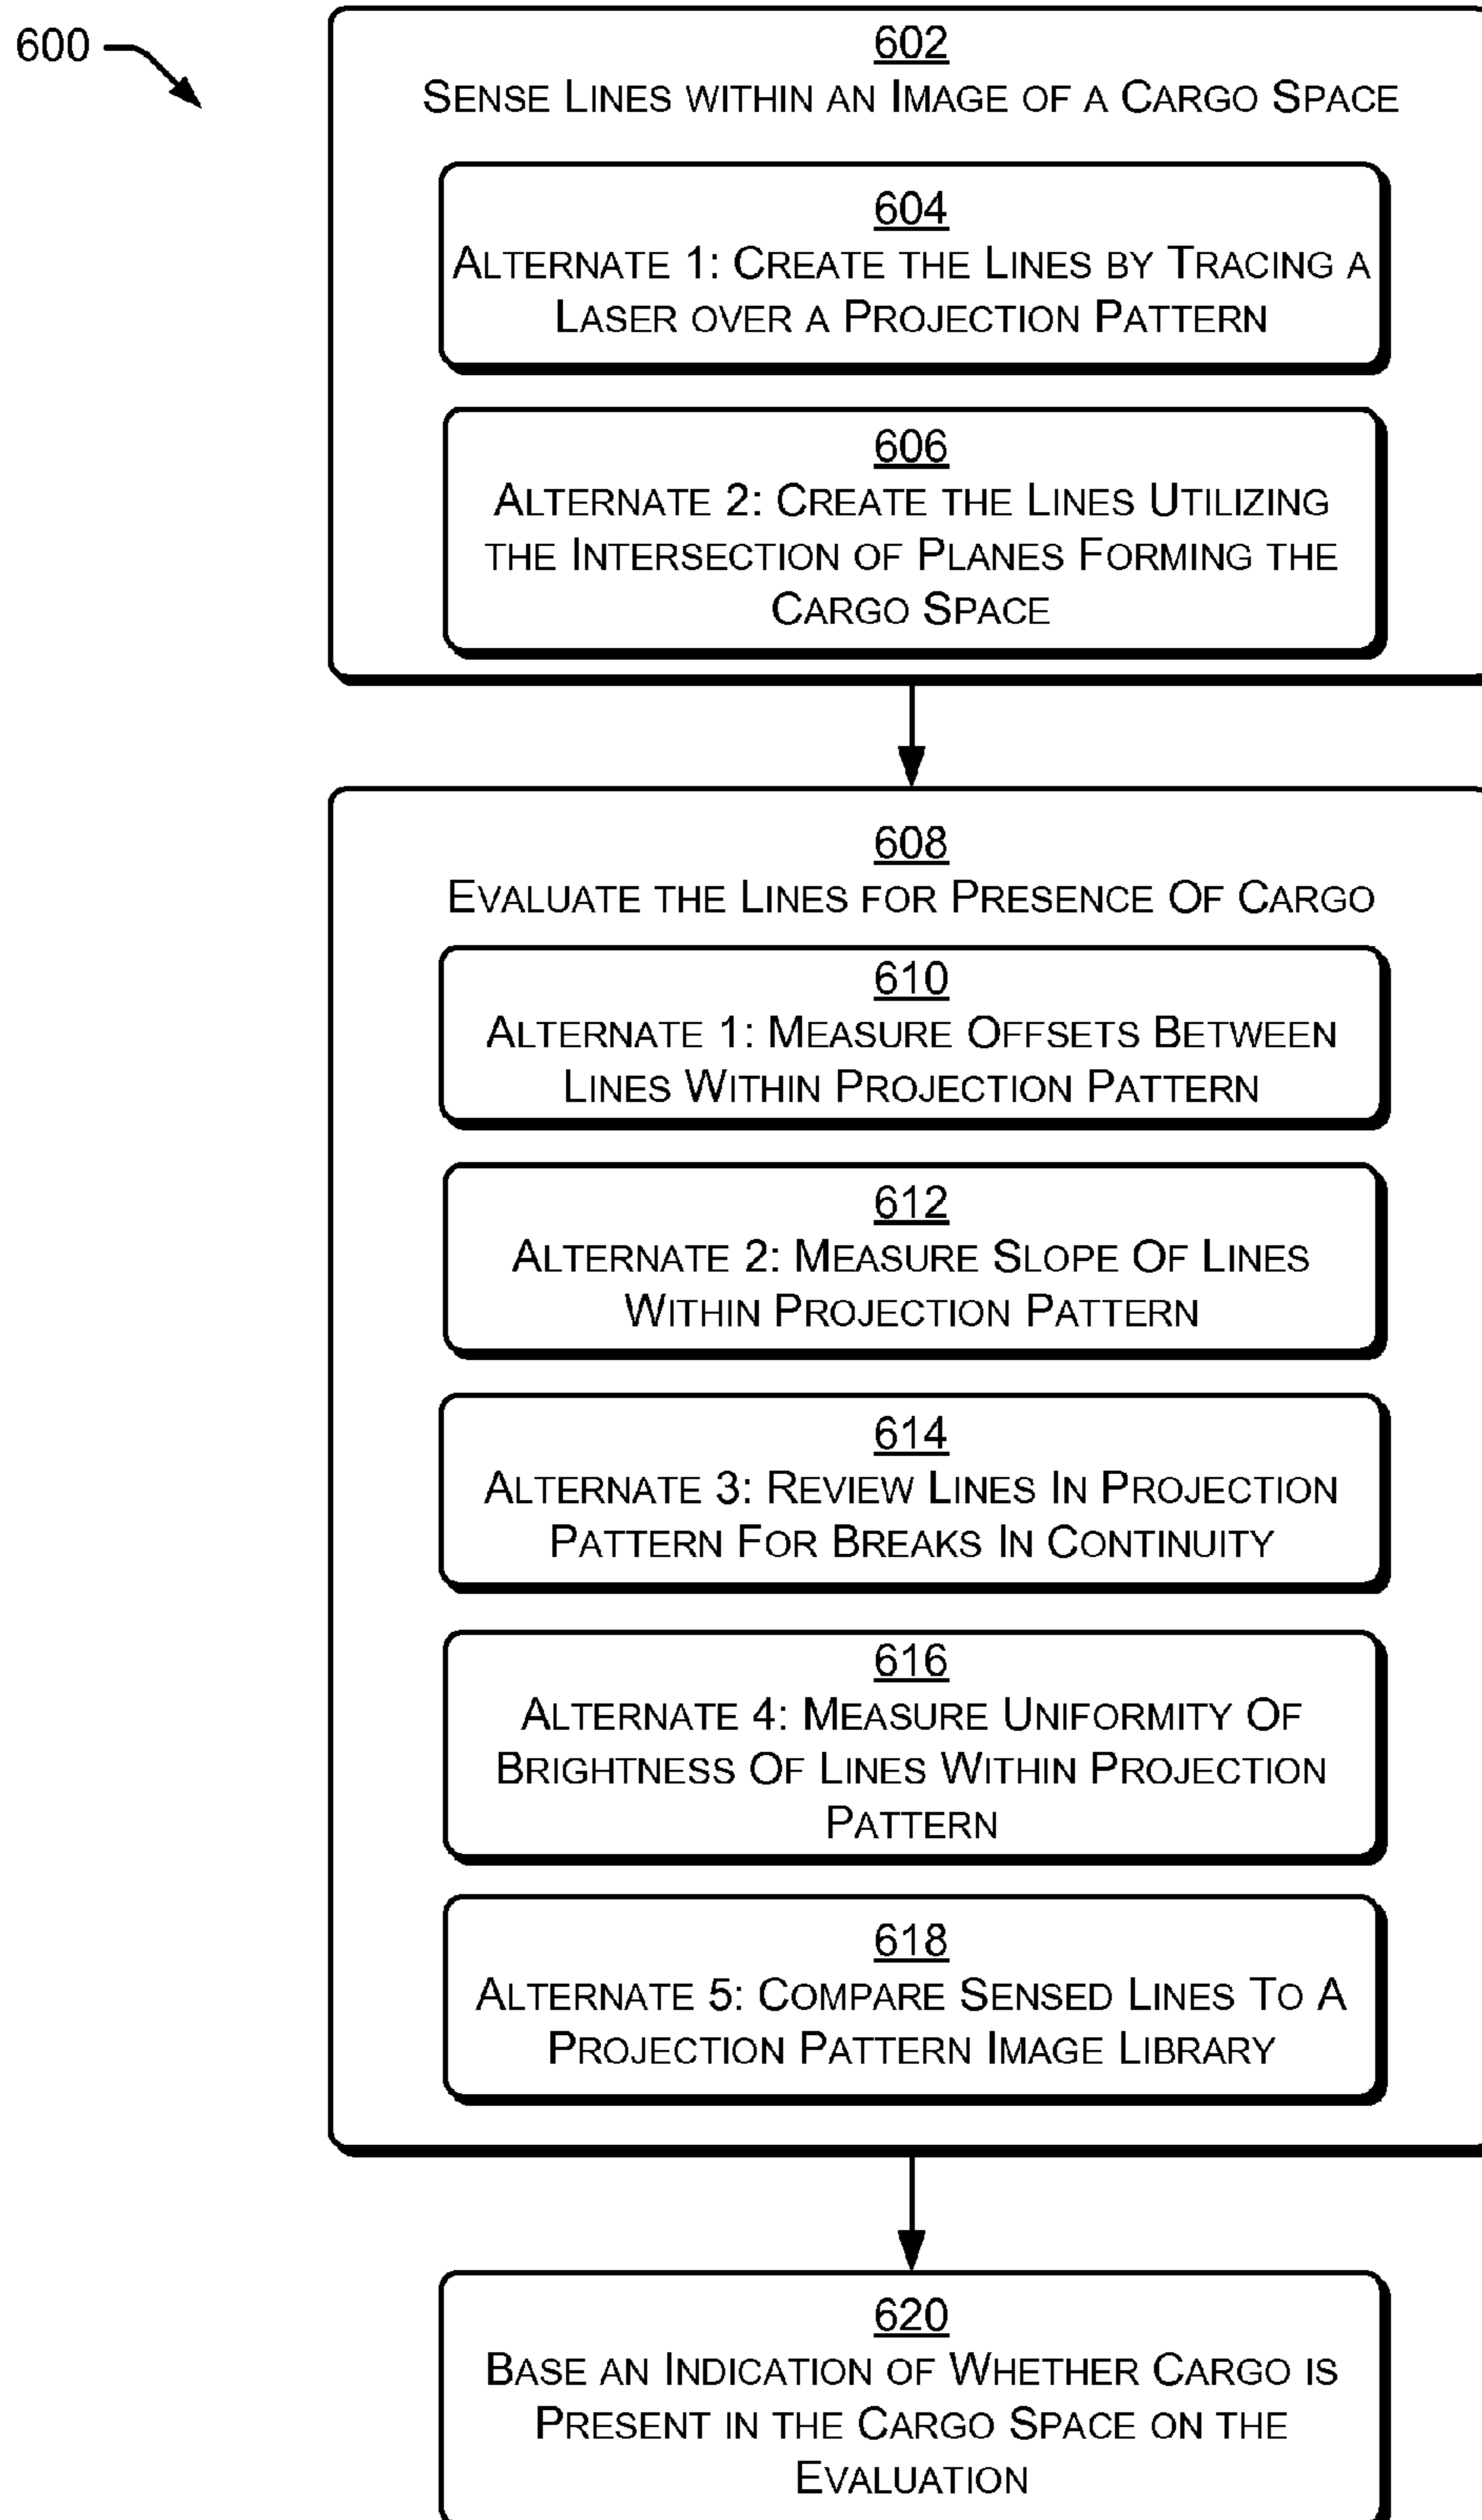 600
602
SENSE LINES WITHIN AN IMAGE OF A CARGO SPACE
604
ALTERNATE 1: CREATE THE LINES BY TRACING A
LASER OVER A PROJECTION PATTERN
606
ALTERNATE 2: CREATE THE LINES UTILIZING
THE INTERSECTION OF PLANES FORMING THE
CARGO SPACE
608
EVALUATE THE LINES FOR PRESENCE OF CARGO
610
ALTERNATE 1: MEASURE OFFSETS BETWEEN
LINES WITHIN PROJECTION PATTERN
612
ALTERNATE 2: MEASURE SLOPE OF LINES
WITHIN PROJECTION PATTERN
614
ALTERNATE 3: REVIEW LINES IN PROJECTION
PATTERN FOR BREAKS IN CONTINUITY
616
ALTERNATE 4: MEASURE UNIFORMITY OF
BRIGHTNESS OF LINES WITHIN PROJECTION
PATTERN
618
ALTERNATE 5: COMPARE SENSED LINES TO A
PROJECTION PATTERN IMAGE LIBRARY
620
BASE AN INDICATION OF WHETHER CARGO IS
PRESENT IN THE CARGO SPACE ON THE
EVALUATION